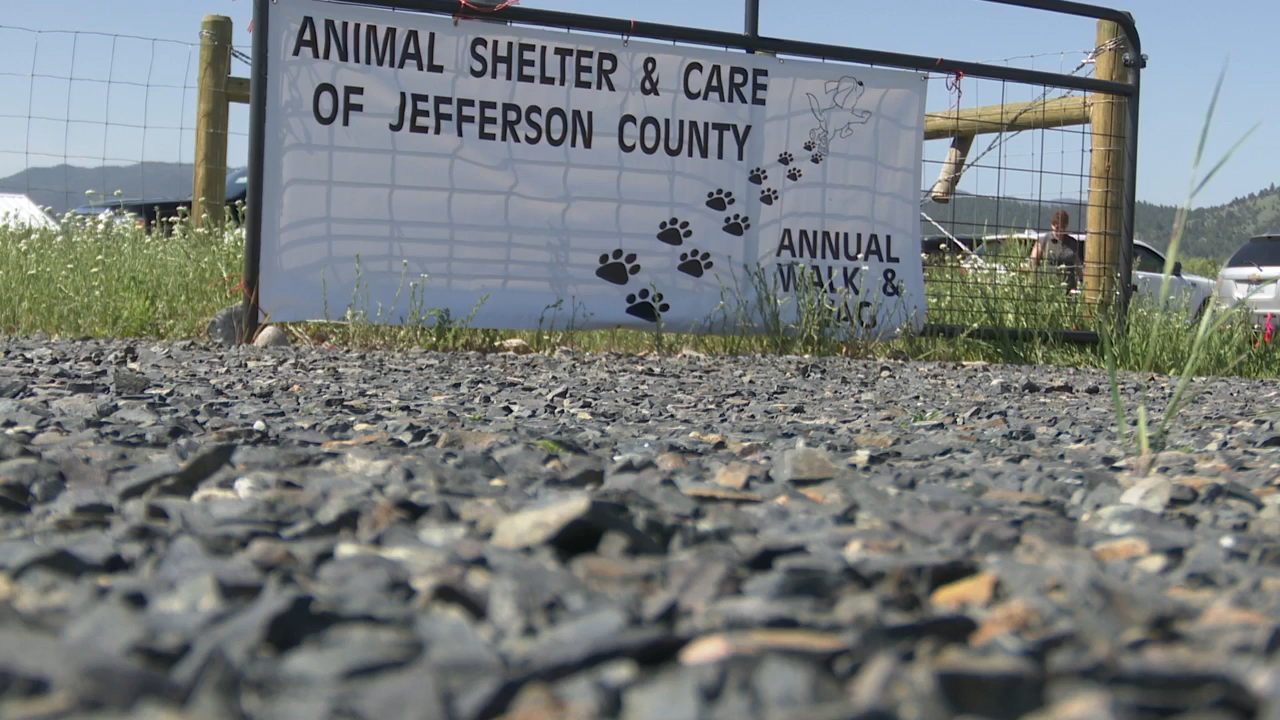 ANIMAL SHELTER & CARE
OF JEFFERSON COUNTY
ANNUAL
WALK &